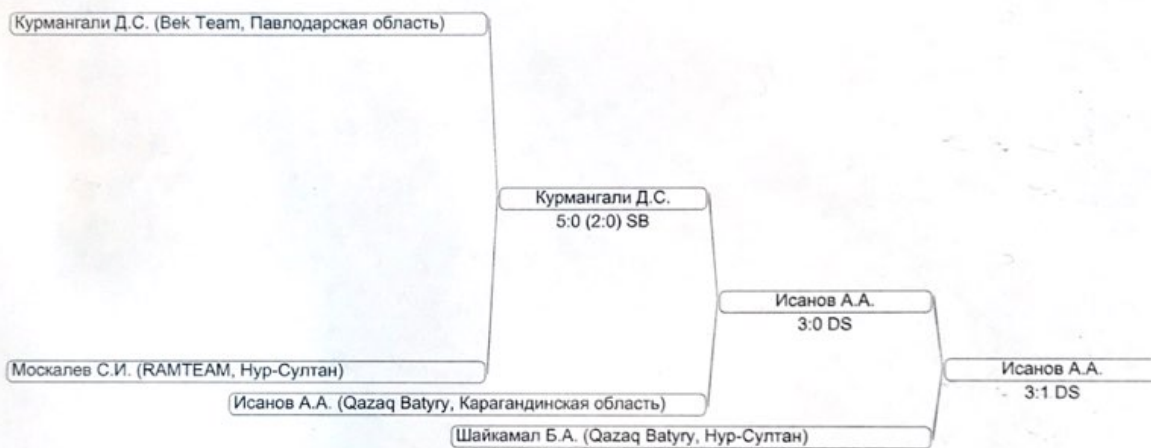 Курмангали Д.С. (Bek Team, Павлодарская область)
Курмангали Д.С.
5:0 (2:0) SB
Исанов А.А.
3:0 DS
Москалев С.И. (RAMTEAM, Нур-Султан)
Исанов А.А.
3:1 DS
Исанов А.А. (Qazaq Batyry, Карагандинская область)
Шайкамал Б.А. (Qazaq Batyry, Нур-Султан)